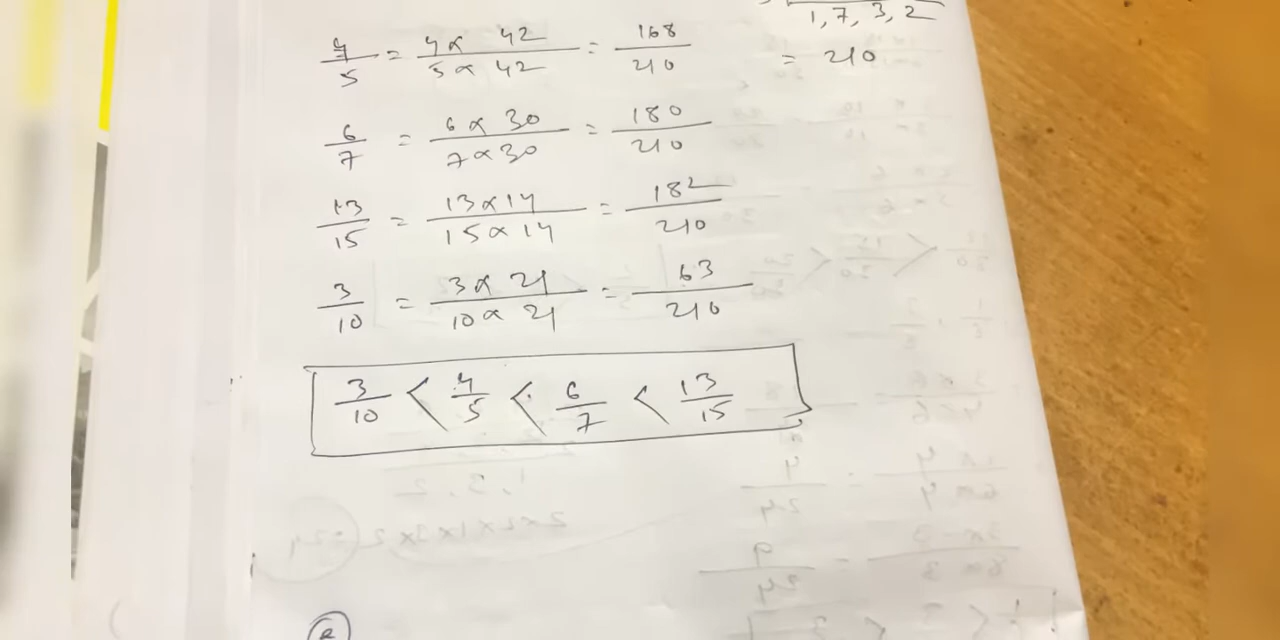 1, 7, 3, 2
= 210
4/5 = 4 × 42 / 5 × 42 = 168/210
6/7 = 6 × 30 / 7 × 30 = 180/210
13/15 = 13 × 14 / 15 × 14 = 182/210
3/10 = 3 × 21 / 10 × 21 = 63/210
3/10 < 4/5 < 6/7 < 13/15